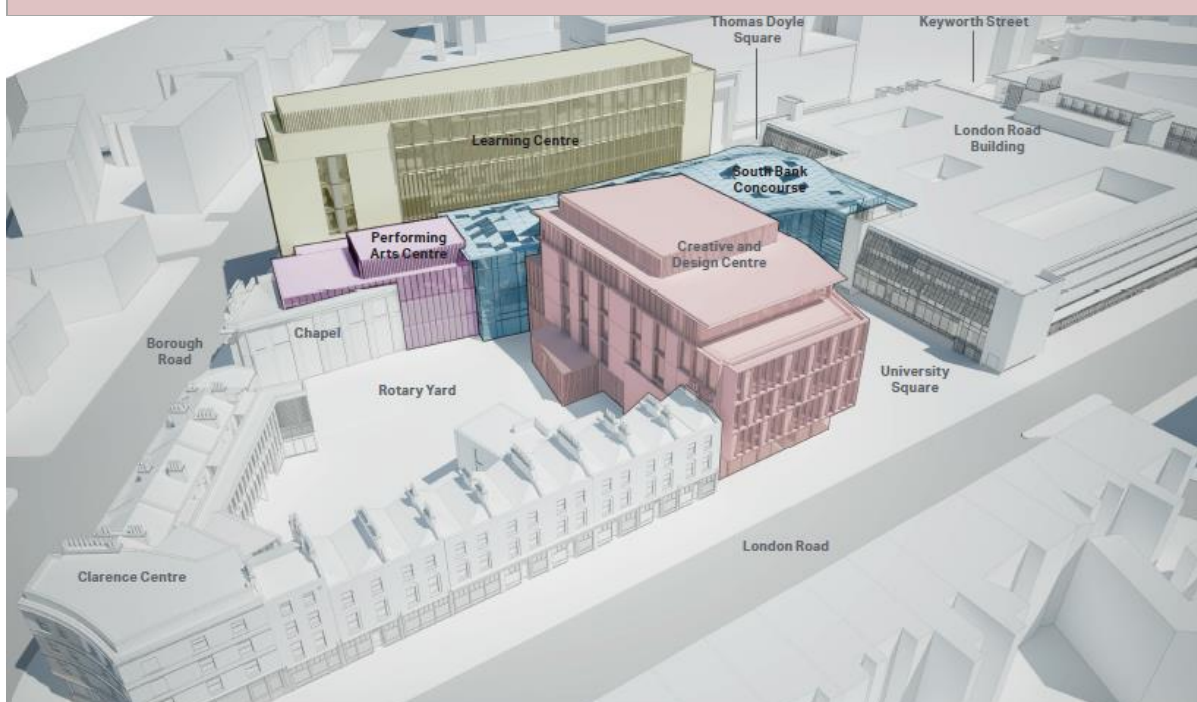 Thomas Doyle
Square
Keyworth Street
Learning Centre
London Road
Building
South Bank
Concourse
Performing
Arts Centre
Creative and
Design Centre
Chapel
Borough
Road
Rotary Yard
University
Square
London Road
Clarence Centre